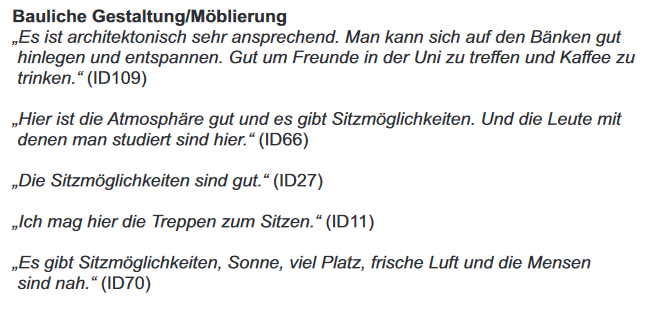 Bauliche Gestaltung/Möblierung
„Es ist architektonisch sehr ansprechend. Man kann sich auf den Bänken gut
hinlegen und entspannen. Gut um Freunde in der Uni zu treffen und Kaffee zu
trinken.“ (ID109)
„Hier ist die Atmosphäre gut und es gibt Sitzmöglichkeiten. Und die Leute mit
denen man studiert sind hier.“ (ID66)
„Die Sitzmöglichkeiten sind gut.“ (ID27)
„Ich mag hier die Treppen zum Sitzen.“ (ID11)
„Es gibt Sitzmöglichkeiten, Sonne, viel Platz, frische Luft und die Mensen
sind nah.“ (ID70)